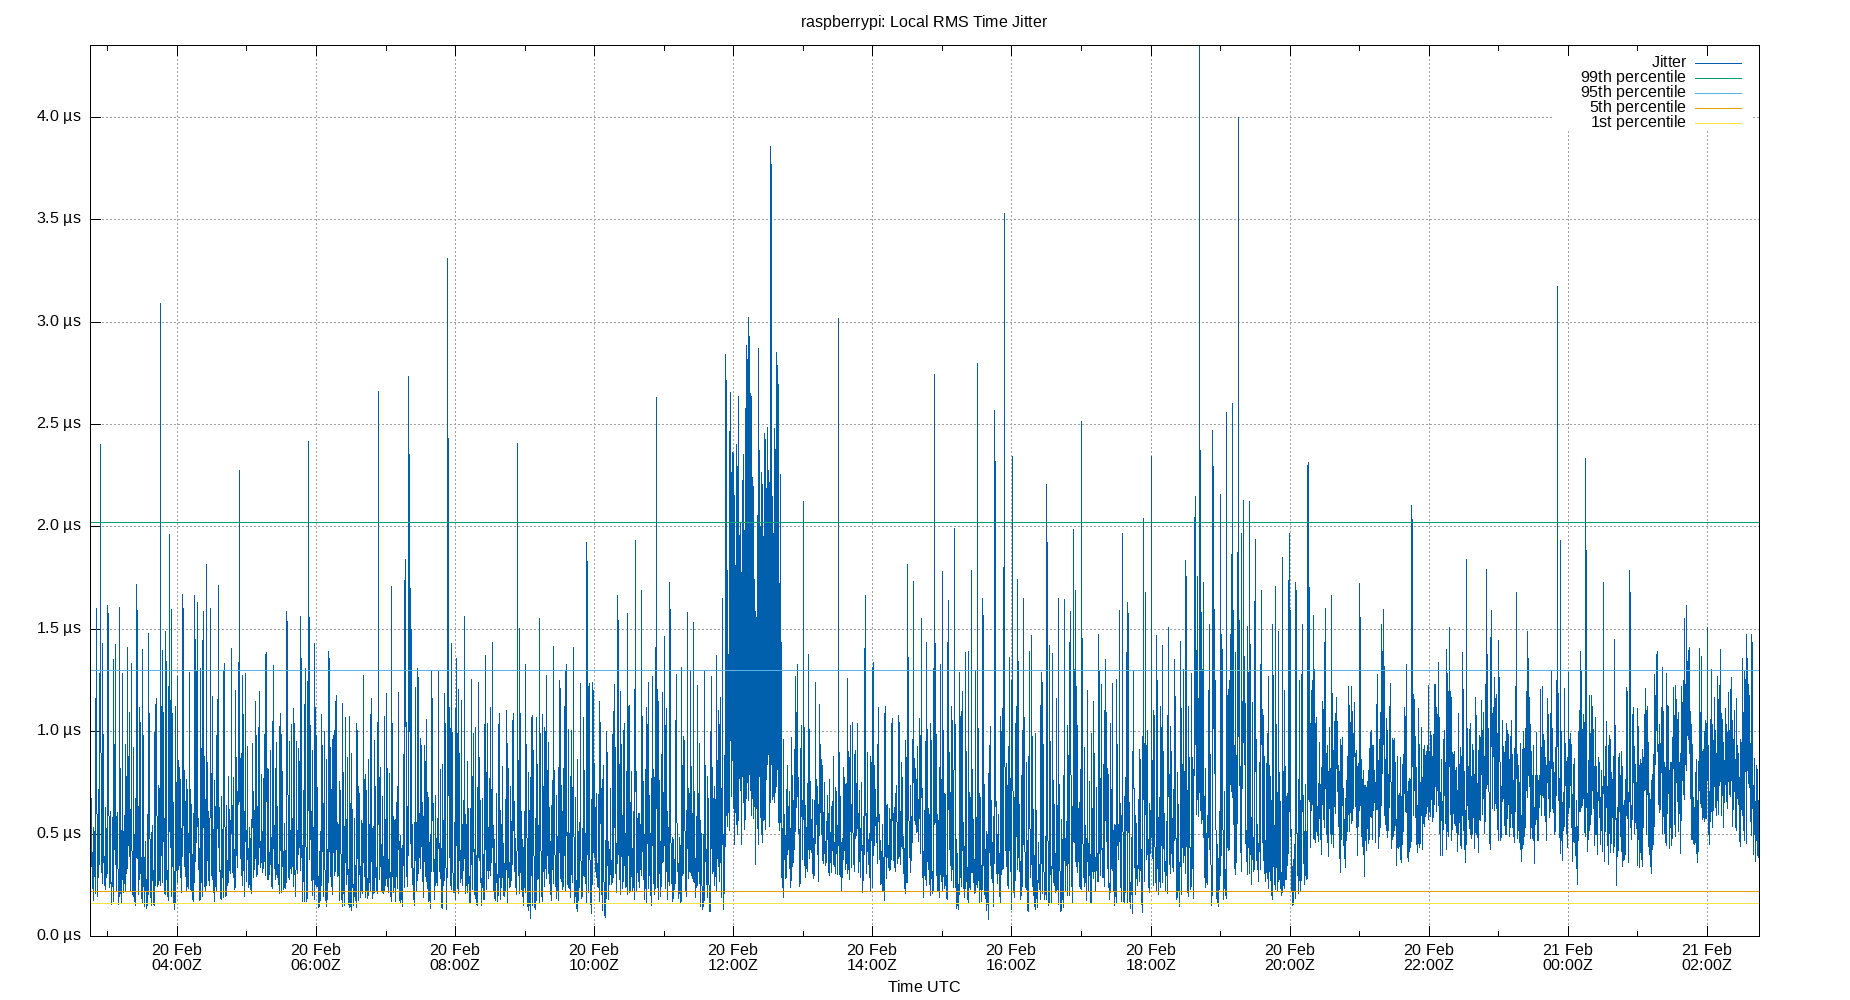 raspberrypi: Local RMS Time Jitter
Jitter
99th percentile
95th percentile
5th percentile
1st percentile
4.0 µs
3.5 µs
3.0 µs
2.5 µs
2.0 µs
1.5 µs
1.0 µs
0.5 µs
0.0 µs
20 Feb 20 Feb 20 Feb 20 Feb 20 Feb 20 Feb 20 Feb 20 Feb 20 Feb 20 Feb 21 Feb 21 Feb
04:00Z 06:00Z 08:00Z 10:00Z 12:00Z 14:00Z 16:00Z 18:00Z 20:00Z 22:00Z 00:00Z 02:00Z
Time UTC